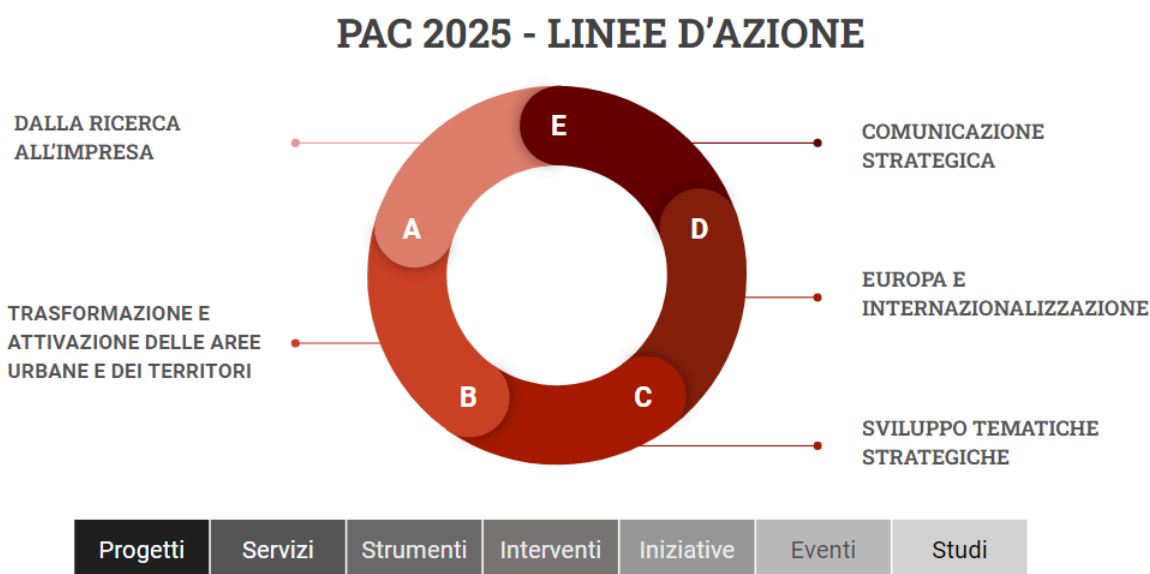 PAC 2025 - LINEE D’AZIONE
DALLA RICERCA
ALL’IMPRESA
A
TRASFORMAZIONE E
ATTIVAZIONE DELLE AREE
URBANE E DEI TERRITORI
B
SVILUPPO TEMATICHE
STRATEGICHE
C
EUROPA E
INTERNAZIONALIZZAZIONE
D
COMUNICAZIONE
STRATEGICA
E
Progetti
Servizi
Strumenti
Interventi
Iniziative
Eventi
Studi